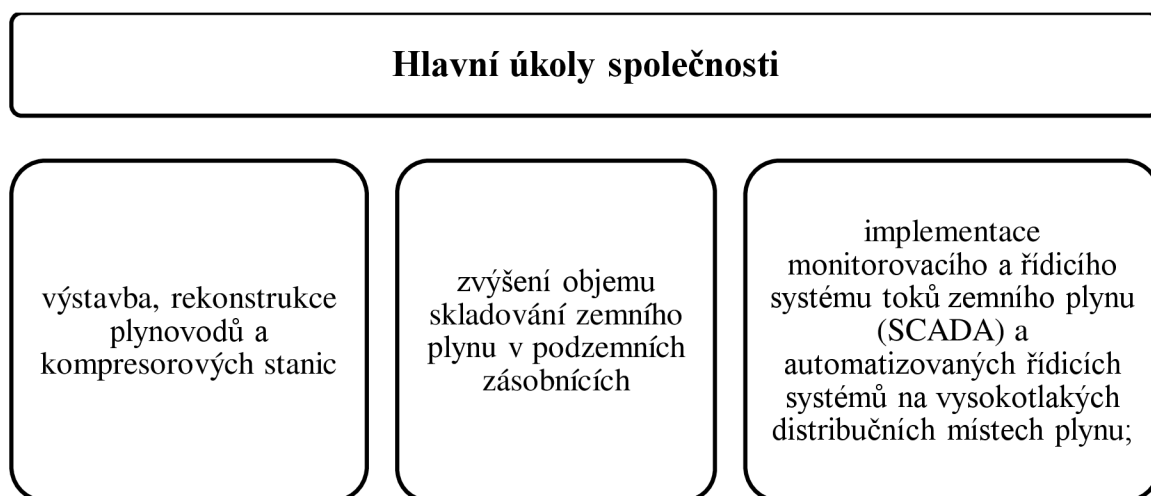 Hlavní úkoly společnosti
výstavba, rekonstrukce
plynovodů a
kompresorových stanic
zvýšení objemu
skladování zemního
plynu v podzemních
zásobnících
implementace
monitorovacího a řídicího
systému toků zemního plynu
(SCADA) a
automatizovaných řídicích
systémů na vysokotlakých
distribučních místech plynu;